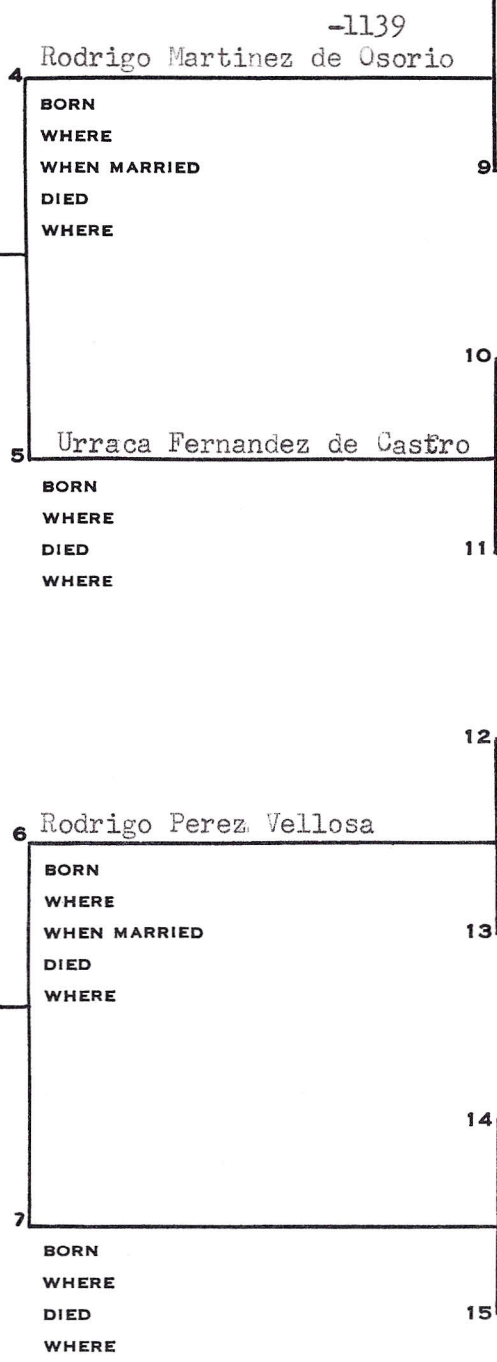 -1139
Rodrigo Martinez de Osorio
4
BORN
WHERE
WHEN MARRIED
9
DIED
WHERE
10
Urraca Fernandez de Castro
5
BORN
WHERE
DIED
11
WHERE
12
Rodrigo Perez Vellosa
6
BORN
WHERE
WHEN MARRIED
13
DIED
WHERE
14
7
BORN
WHERE
DIED
15
WHERE